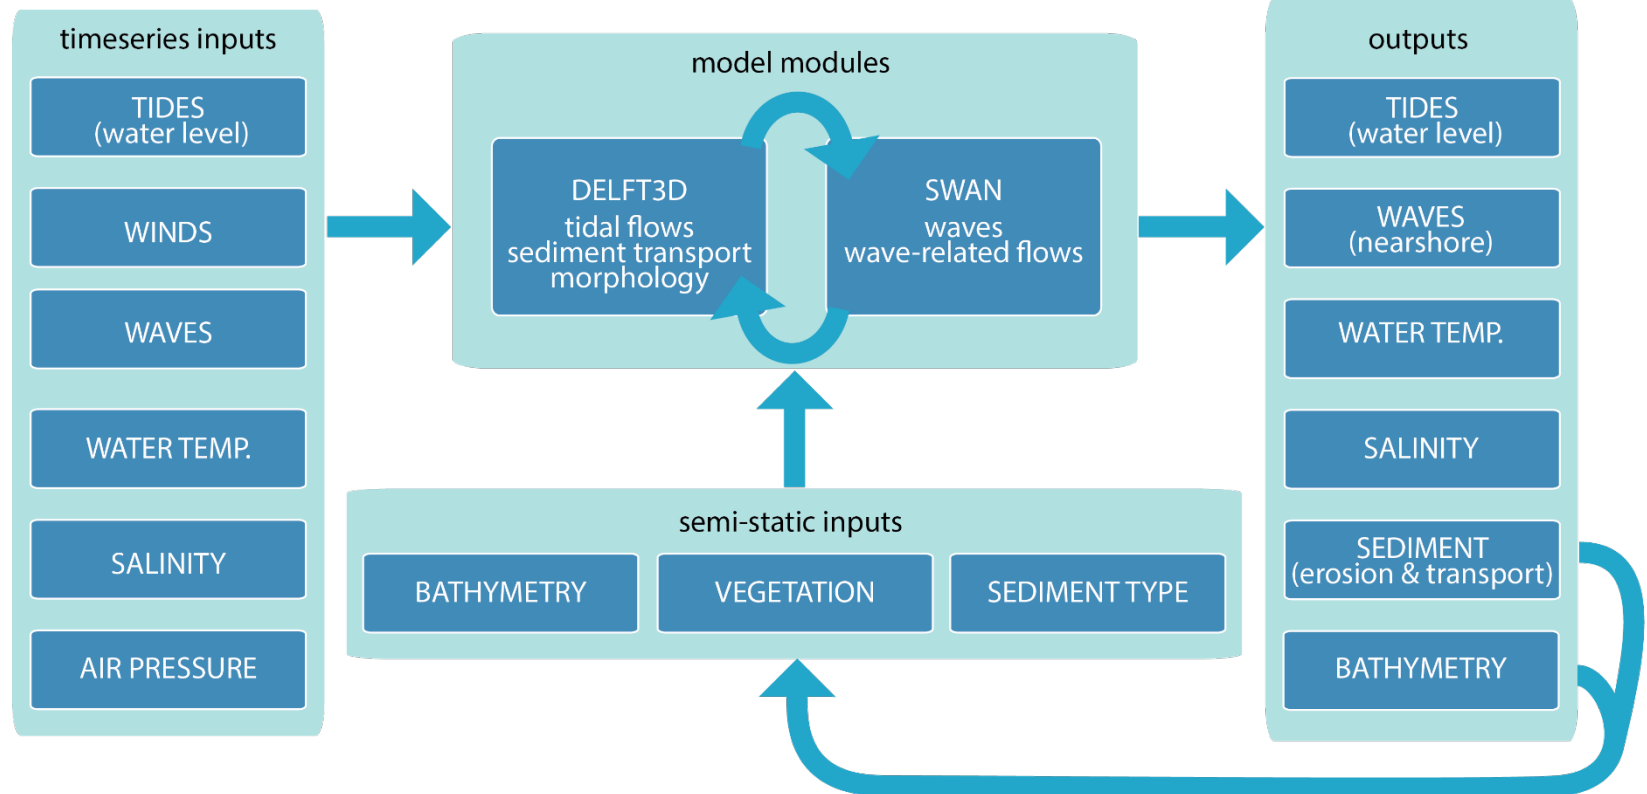 timeseries inputs
TIDES
(water level)
WINDS
WAVES
WATER TEMP.
SALINITY
AIR PRESSURE
model modules
DELFT3D
tidal flows
sediment transport
morphology
SWAN
waves
wave-related flows
semi-static inputs
BATHYMETRY
VEGETATION
SEDIMENT TYPE
outputs
TIDES
(water level)
WAVES
(nearshore)
WATER TEMP.
SALINITY
SEDIMENT
(erosion & transport)
BATHYMETRY